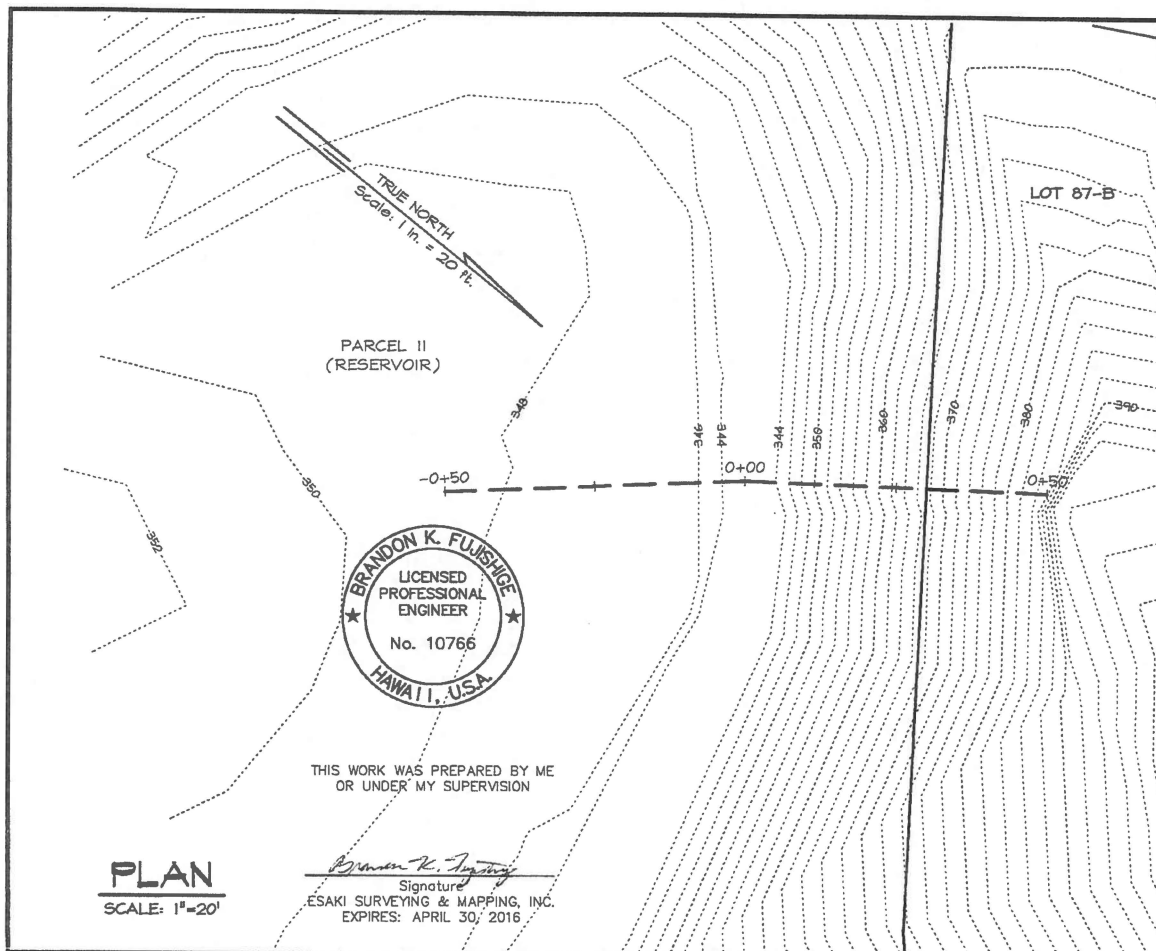 LOT 87-B
TRUE NORTH
Scale: 1 in. = 20 ft.
PARCEL II
(RESERVOIR)
348
346
344
344
350
360
370
380
390
-0+50
0+00
0+50
350
352
BRANDON K. FUJISHIGE
LICENSED
PROFESSIONAL
ENGINEER
No. 10766
HAWAII, U.S.A.
THIS WORK WAS PREPARED BY ME
OR UNDER MY SUPERVISION
Signature
ESAKI SURVEYING & MAPPING, INC.
EXPIRES: APRIL 30, 2016
PLAN
SCALE: 1"=20'